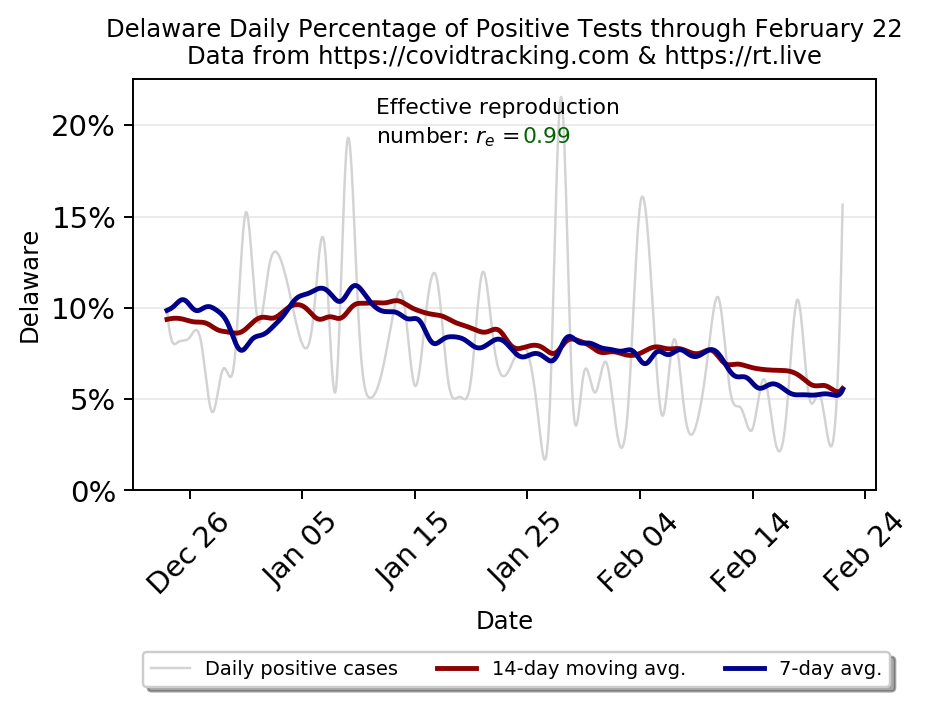 Delaware Daily Percentage of Positive Tests through February 22
Data from https://covidtracking.com & https://rt.live
Effective reproduction
number: rₑ =0.99
20%
15%
10%
5%
0%
Delaware
Dec 26
Jan 05
Jan 15
Jan 25
Feb 04
Feb 14
Feb 24
Date
Daily positive cases
14-day moving avg.
7-day avg.